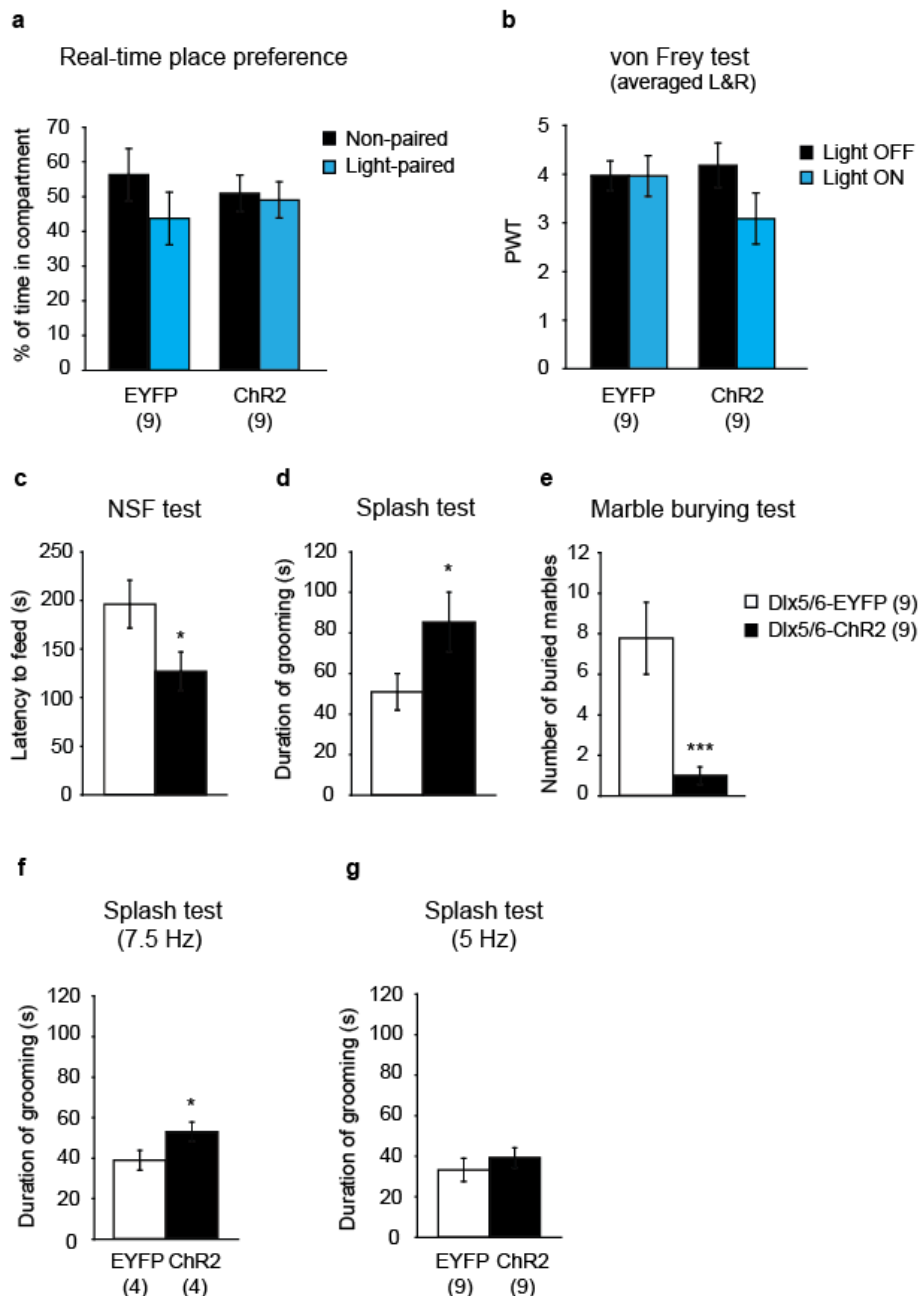 a
Real-time place preference
% of time in compartment
70
60
50
40
30
20
10
0
Non-paired
Light-paired
EYFP
(9)
ChR2
(9)
b
von Frey test
(averaged L&R)
PWT
5
4
3
2
1
0
Light OFF
Light ON
EYFP
(9)
ChR2
(9)
c
NSF test
Latency to feed (s)
250
200
150
100
50
0
*
d
Splash test
Duration of grooming (s)
120
100
80
60
40
20
0
*
e
Marble burying test
Number of buried marbles
12
10
8
6
4
2
0
***
Dlx5/6-EYFP (9)
Dlx5/6-ChR2 (9)
f
Splash test
(7.5 Hz)
Duration of grooming (s)
120
100
80
60
40
20
0
*
EYFP
(4)
ChR2
(4)
g
Splash test
(5 Hz)
Duration of grooming (s)
120
100
80
60
40
20
0
EYFP
(9)
ChR2
(9)